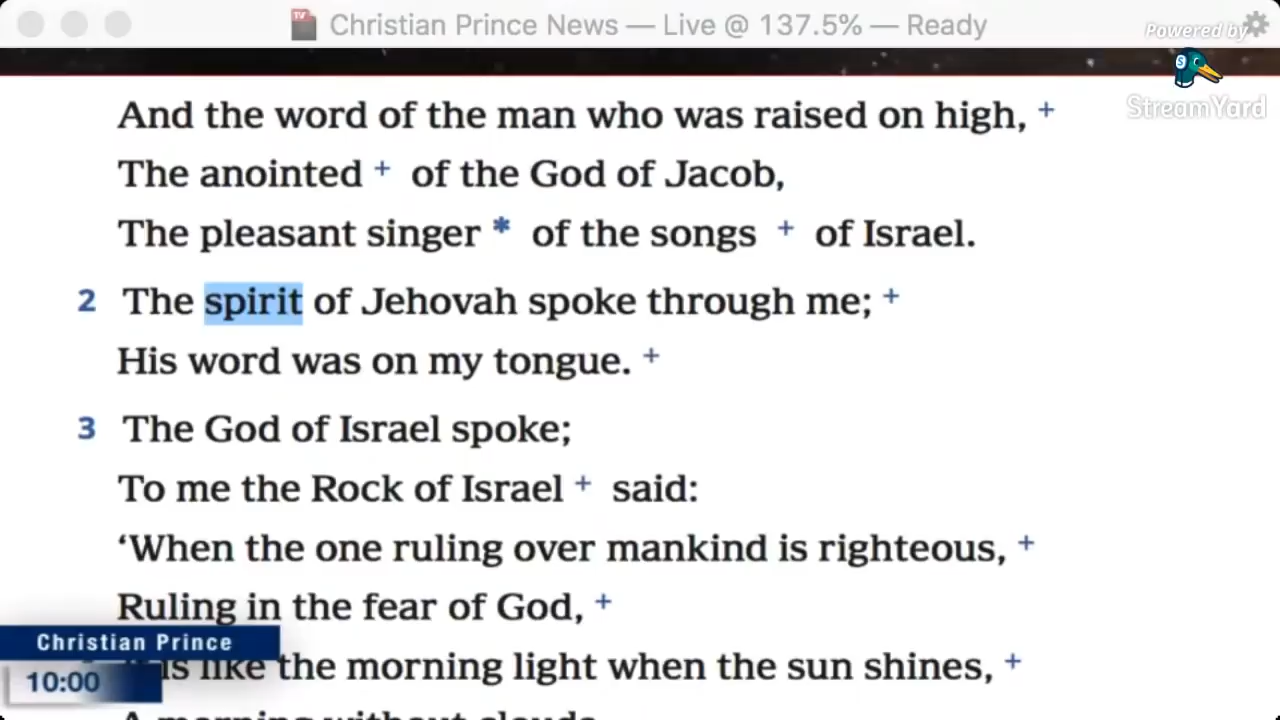 Christian Prince News — Live @ 137.5% — Ready
Powered by
StreamYard
And the word of the man who was raised on high, +
The anointed + of the God of Jacob,
The pleasant singer * of the songs + of Israel.
2 The spirit of Jehovah spoke through me; +
His word was on my tongue. +
3 The God of Israel spoke;
To me the Rock of Israel + said:
‘When the one ruling over mankind is righteous, +
Ruling in the fear of God, +
is like the morning light when the sun shines, +
A morning without clouds.
Christian Prince
10:00